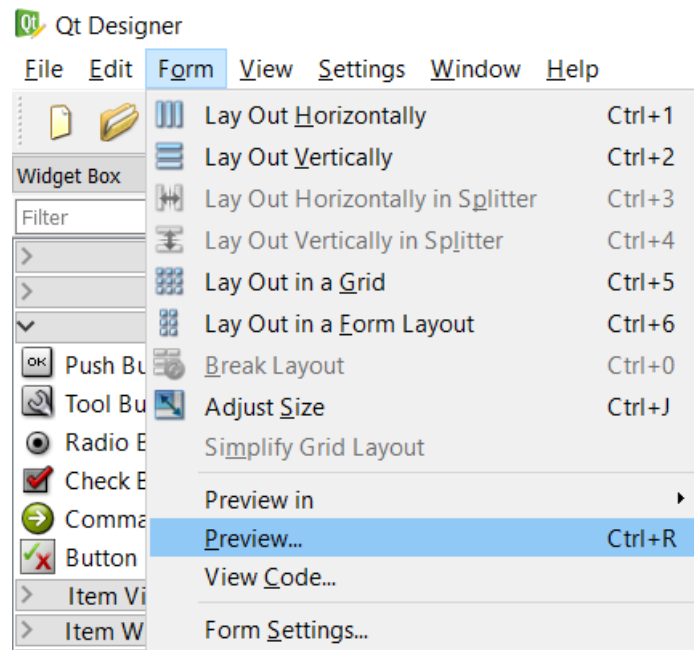 Qt Designer
File Edit Form View Settings Window Help
Lay Out Horizontally Ctrl+1
Lay Out Vertically Ctrl+2
Widget Box
Lay Out Horizontally in Splitter Ctrl+3
Filter
Lay Out Vertically in Splitter Ctrl+4
Lay Out in a Grid Ctrl+5
Lay Out in a Form Layout Ctrl+6
Push Bu
Break Layout Ctrl+0
Tool Bu
Adjust Size Ctrl+J
Radio B
Simplify Grid Layout
Check B
Preview in
Comma
Preview... Ctrl+R
Button
View Code...
Item Vi
Item W
Form Settings...